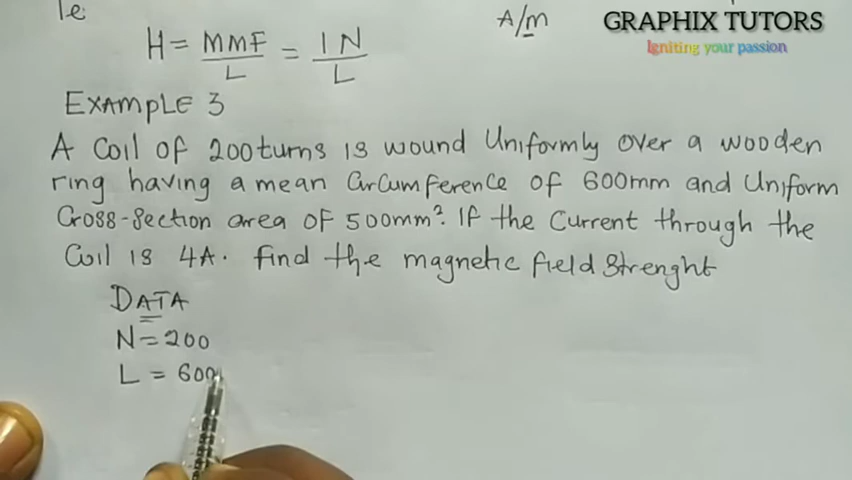 ie
A/m
GRAPHIX TUTORS
Igniting your passion
H = MMF/L = IN/L
EXAMPLE 3
A Coil OF 200turns is wound Uniformly over a wooden
ring having a mean Circumference of 600mm and Uniform
Cross-Section area OF 500mm². If the Current through the
Coil is 4A. find the magnetic field Strenght
DATA
N = 200
L = 600